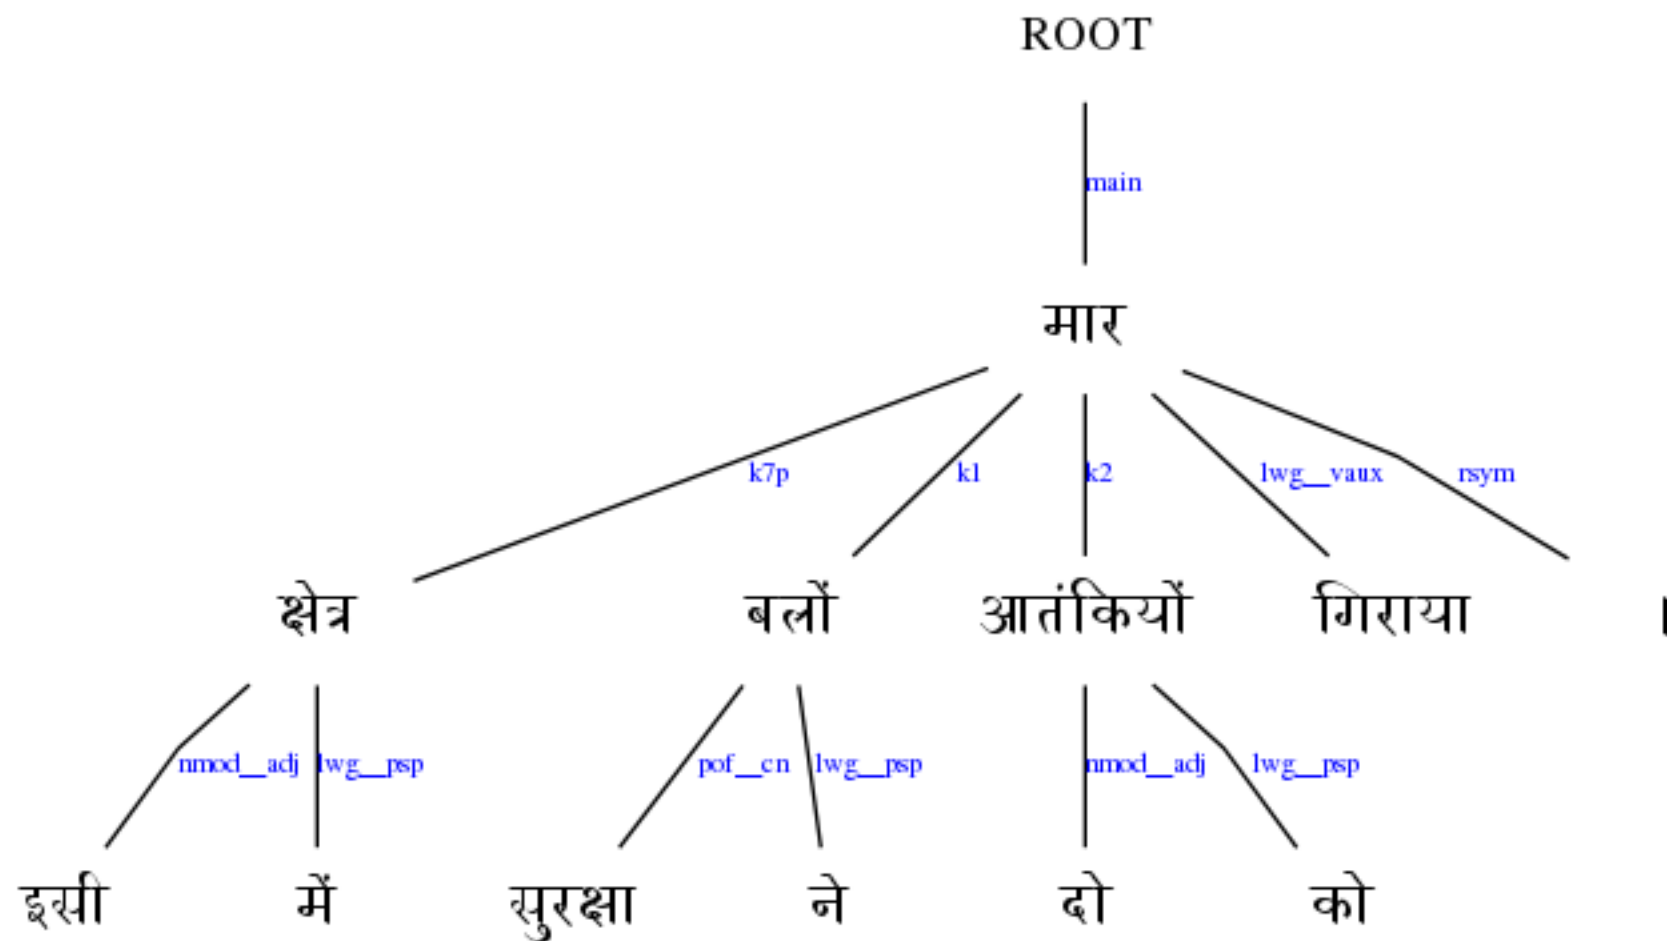 ROOT
main
मार
k7p k1 k2 lwg__vaux rsym
क्षेत्र बलों आतंकियों गिराया ।
nmod__adj lwg__psp pof__cn lwg__psp nmod__adj lwg__psp
इसी में सुरक्षा ने दो को